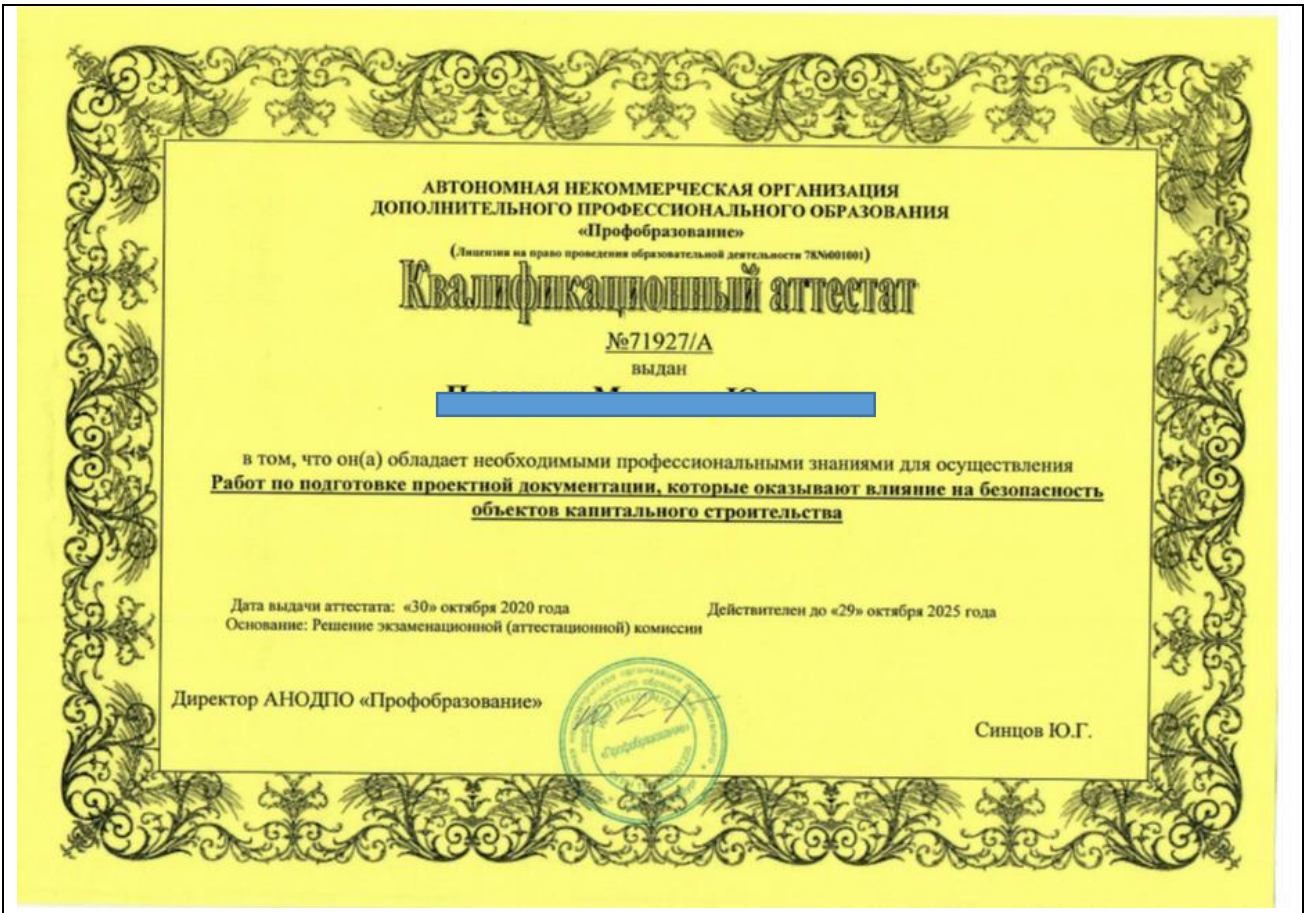 АВТОНОМНАЯ НЕКОММЕРЧЕСКАЯ ОРГАНИЗАЦИЯ
ДОПОЛНИТЕЛЬНОГО ПРОФЕССИОНАЛЬНОГО ОБРАЗОВАНИЯ
«Профобразование»
(Лицензия на право проведения образовательной деятельности 78№001001)
Квалификационный аттестат
№71927/А
выдан
в том, что он(а) обладает необходимыми профессиональными знаниями для осуществления
Работ по подготовке проектной документации, которые оказывают влияние на безопасность
объектов капитального строительства
Дата выдачи аттестата: «30» октября 2020 года Действителен до «29» октября 2025 года
Основание: Решение экзаменационной (аттестационной) комиссии
Директор АНОДПО «Профобразование»
«Профобразование»
Синцов Ю.Г.